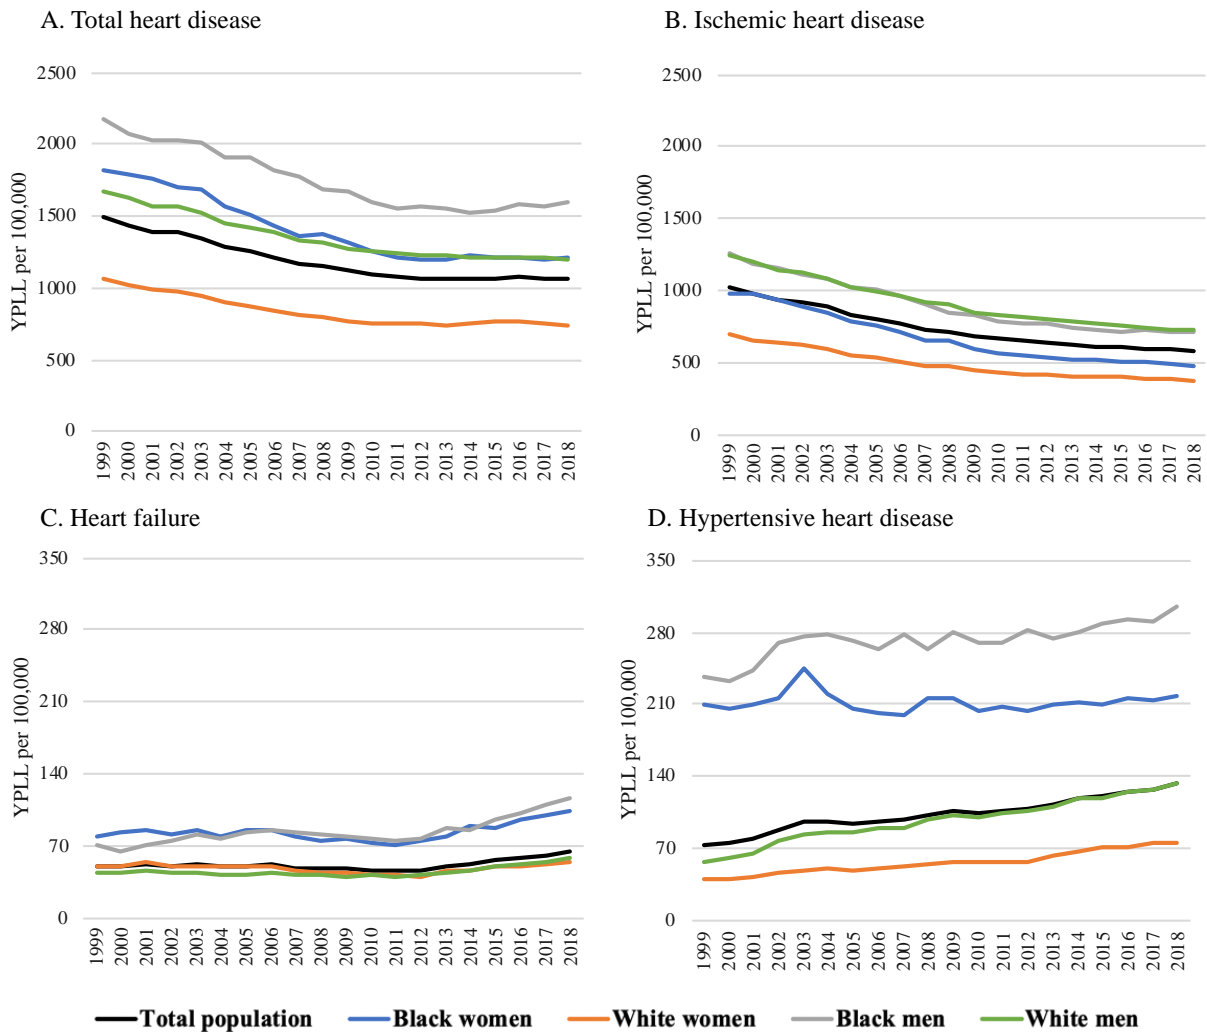 A. Total heart disease
YPLL per 100,000
2500
2000
1500
1000
500
0
1999 2000 2001 2002 2003 2004 2005 2006 2007 2008 2009 2010 2011 2012 2013 2014 2015 2016 2017 2018
B. Ischemic heart disease
YPLL per 100,000
2500
2000
1500
1000
500
0
1999 2000 2001 2002 2003 2004 2005 2006 2007 2008 2009 2010 2011 2012 2013 2014 2015 2016 2017 2018
C. Heart failure
YPLL per 100,000
350
280
210
140
70
0
1999 2000 2001 2002 2003 2004 2005 2006 2007 2008 2009 2010 2011 2012 2013 2014 2015 2016 2017 2018
D. Hypertensive heart disease
YPLL per 100,000
350
280
210
140
70
0
1999 2000 2001 2002 2003 2004 2005 2006 2007 2008 2009 2010 2011 2012 2013 2014 2015 2016 2017 2018
Total population Black women White women Black men White men